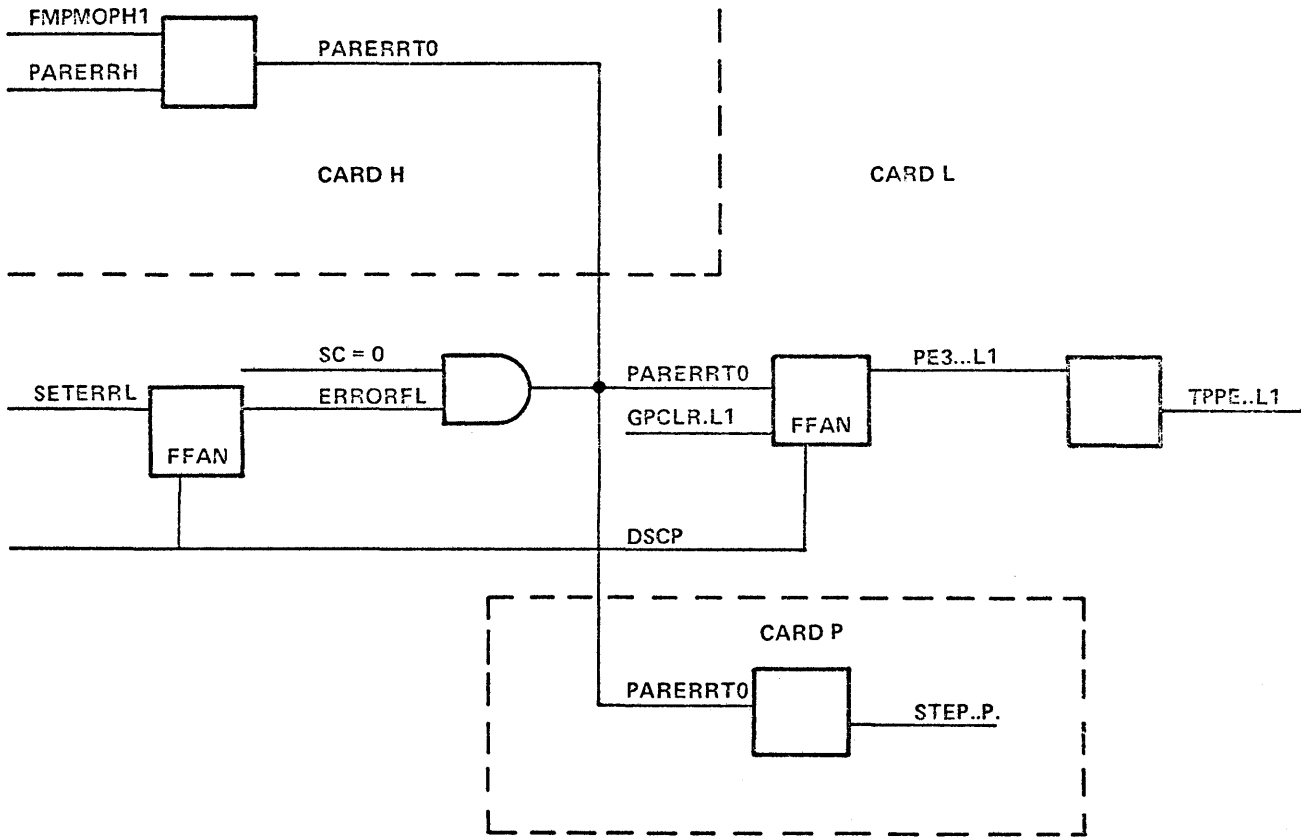 FMPMOPH1
PARERRT0
PARERRH
CARD H
CARD L
SC = 0
PE3...L1
SETERRL
ERRORFL
PARERRT0
TPPE..L1
GPCLR.L1
FFAN
FFAN
DSCP
CARD P
PARERRT0
STEP..P.